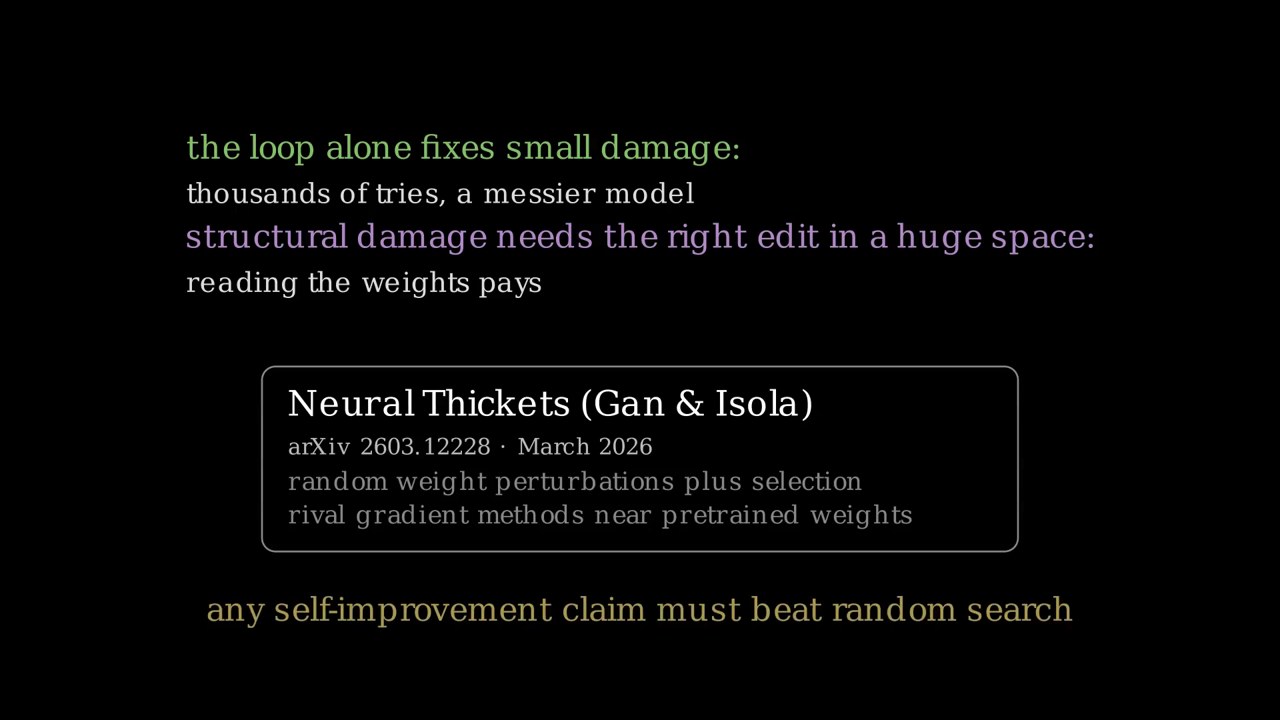 the loop alone fixes small damage:
thousands of tries, a messier model
structural damage needs the right edit in a huge space:
reading the weights pays
Neural Thickets (Gan & Isola)
arXiv 2603.12228 · March 2026
random weight perturbations plus selection
rival gradient methods near pretrained weights
any self-improvement claim must beat random search